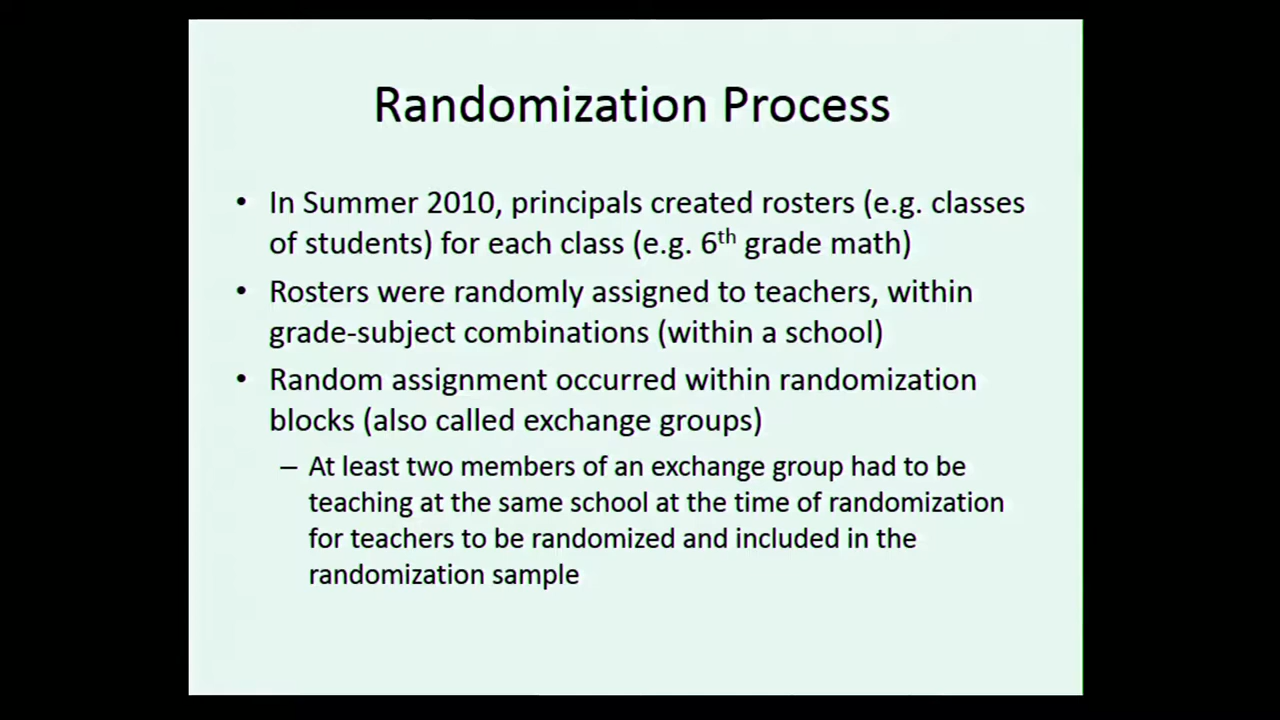 Randomization Process
• In Summer 2010, principals created rosters (e.g. classes
of students) for each class (e.g. 6th grade math)
• Rosters were randomly assigned to teachers, within
grade-subject combinations (within a school)
• Random assignment occurred within randomization
blocks (also called exchange groups)
– At least two members of an exchange group had to be
teaching at the same school at the time of randomization
for teachers to be randomized and included in the
randomization sample